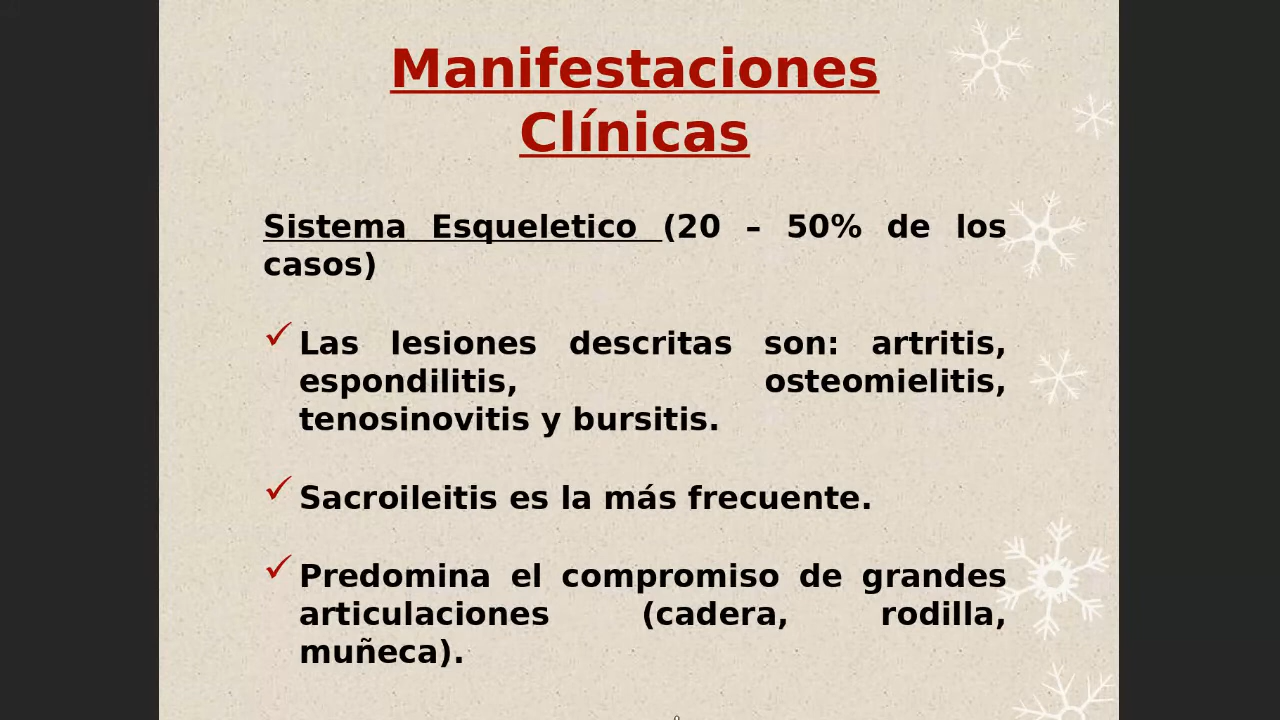 Manifestaciones
Clínicas
Sistema Esqueletico (20 – 50% de los
casos)
Las lesiones descritas son: artritis,
espondilitis, osteomielitis,
tenosinovitis y bursitis.
Sacroileitis es la más frecuente.
Predomina el compromiso de grandes
articulaciones (cadera, rodilla,
muñeca).